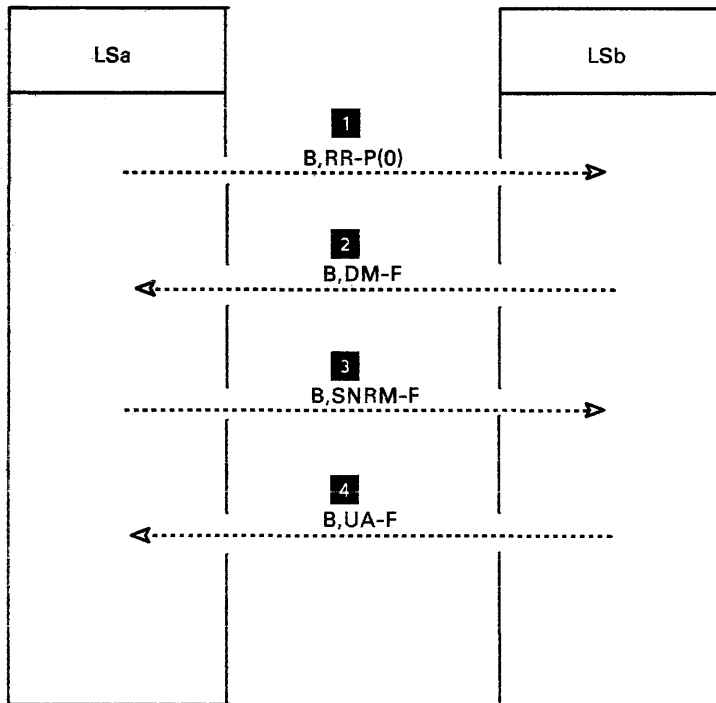 LSa
LSb
1
B,RR-P(0)
2
B,DM-F
3
B,SNRM-F
4
B,UA-F